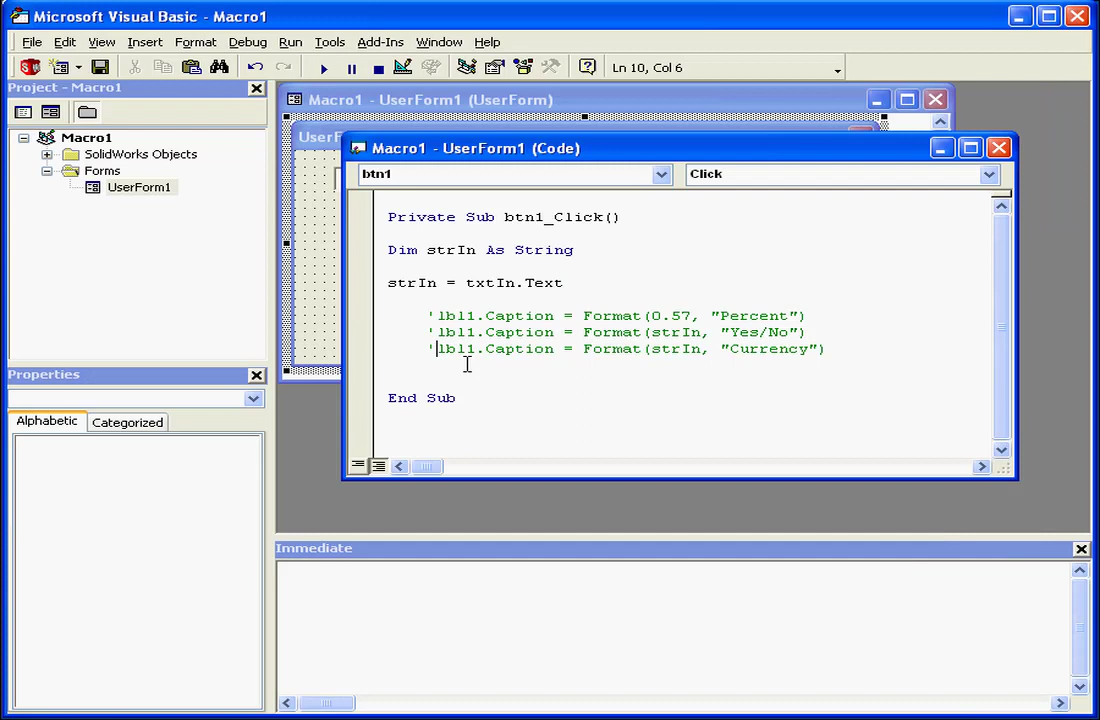 Microsoft Visual Basic - Macro1
File Edit View Insert Format Debug Run Tools Add-Ins Window Help
Ln 10, Col 6
Project - Macro1
Macro1
SolidWorks Objects
Forms
UserForm1
Properties
Alphabetic Categorized
Macro1 - UserForm1 (UserForm)
UserF
Macro1 - UserForm1 (Code)
btn1 Click
Private Sub btn1_Click()
Dim strIn As String
strIn = txtIn.Text
'lbl1.Caption = Format(0.57, "Percent")
'lbl1.Caption = Format(strIn, "Yes/No")
'lbl1.Caption = Format(strIn, "Currency")
End Sub
Immediate